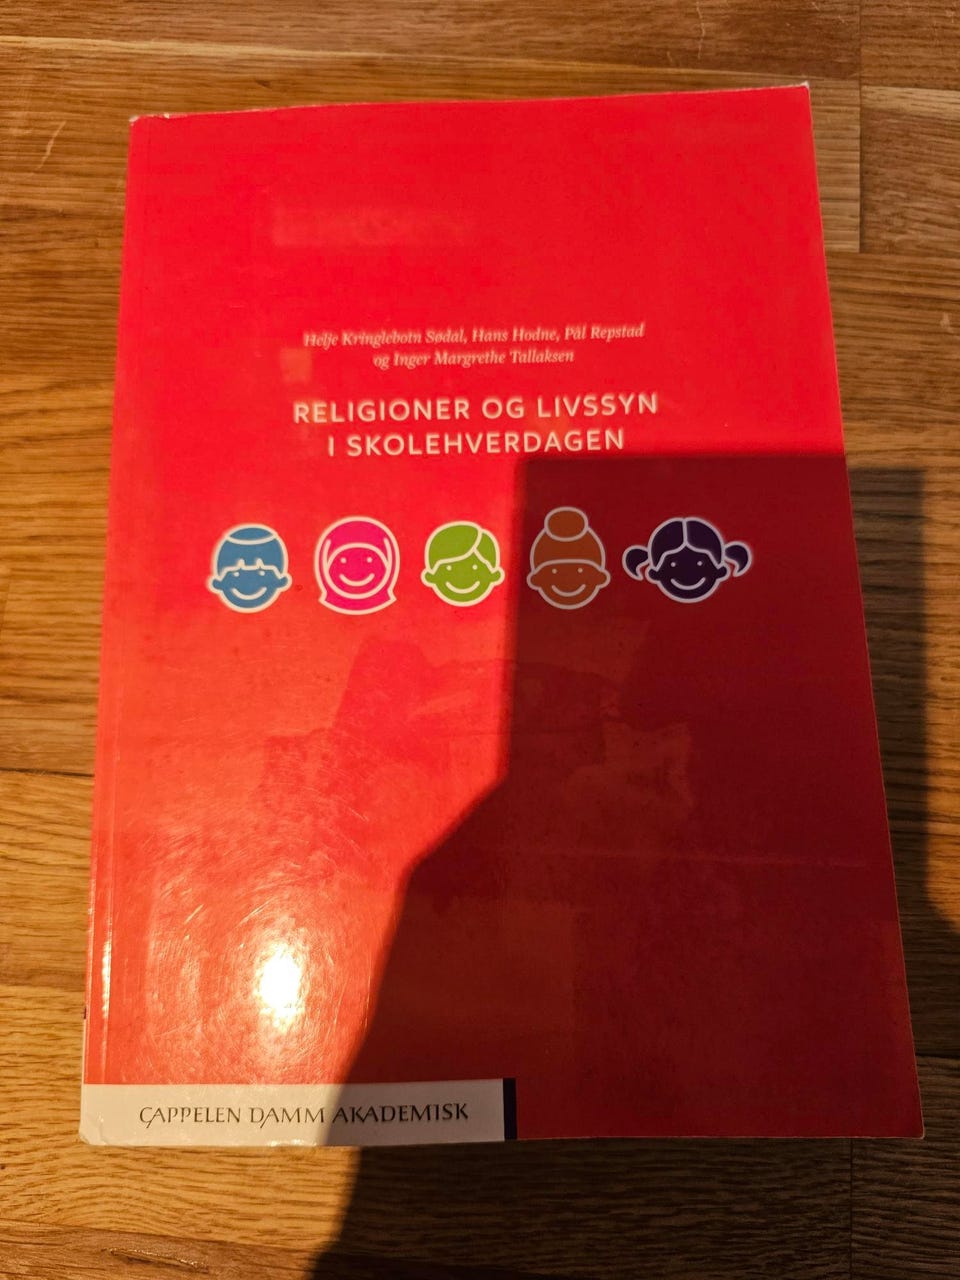 Helje Kringlebotn Sødal, Hans Hodne, Pål Repstad
og Inger Margrethe Tallaksen
RELIGIONER OG LIVSSYN
I SKOLEHVERDAGEN
CAPPELEN DAMM AKADEMISK